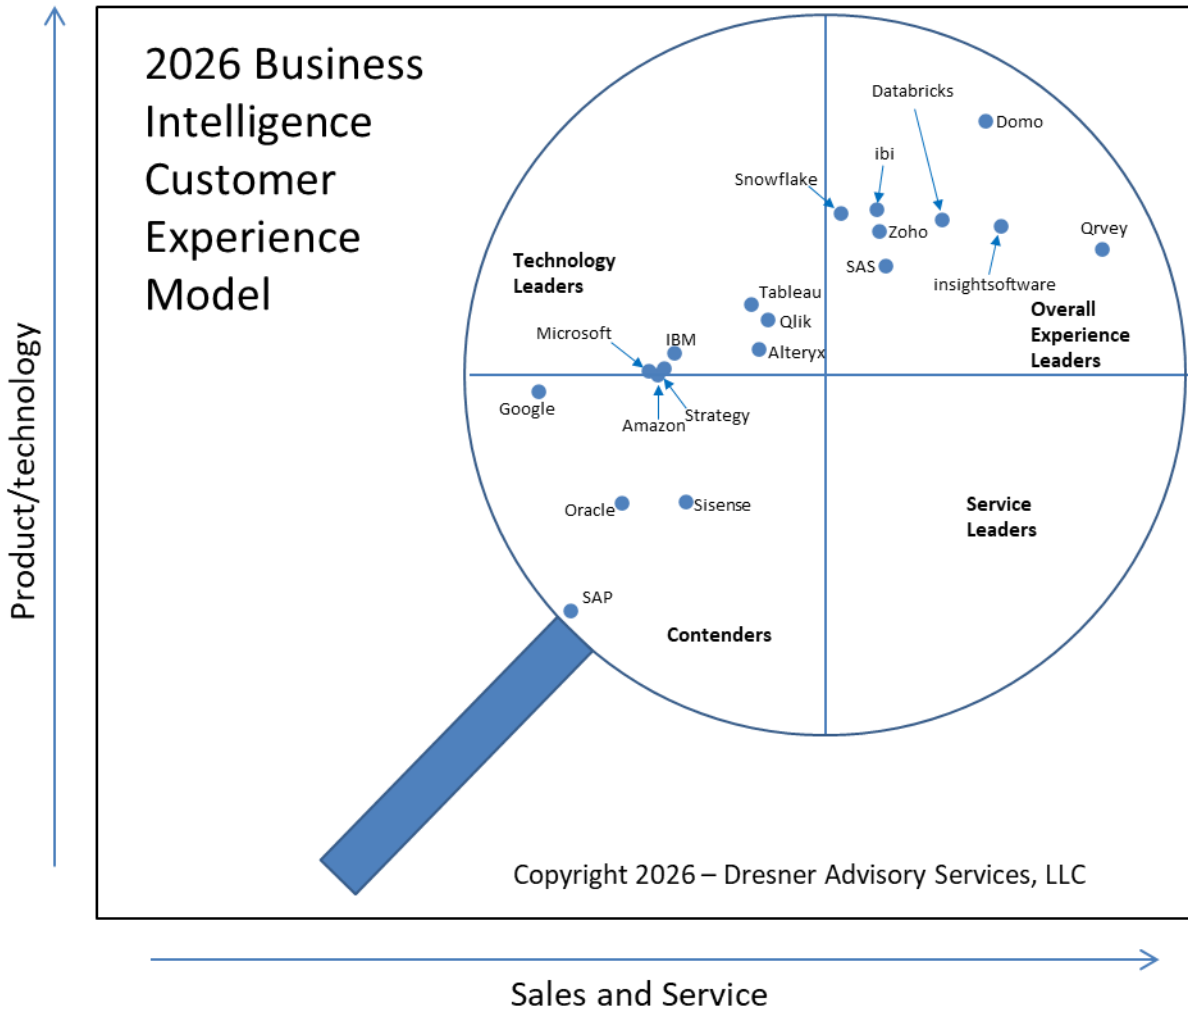 2026 Business
Intelligence
Customer
Experience
Model
Product/technology
Databricks
Domo
ibi
Snowflake
Zoho
Qrvey
SAS
insightsoftware
Technology
Leaders
Overall
Experience
Leaders
Tableau
Qlik
Microsoft
IBM
Alteryx
Google
Strategy
Amazon
Oracle
Sisense
Service
Leaders
SAP
Contenders
Copyright 2026 – Dresner Advisory Services, LLC
Sales and Service